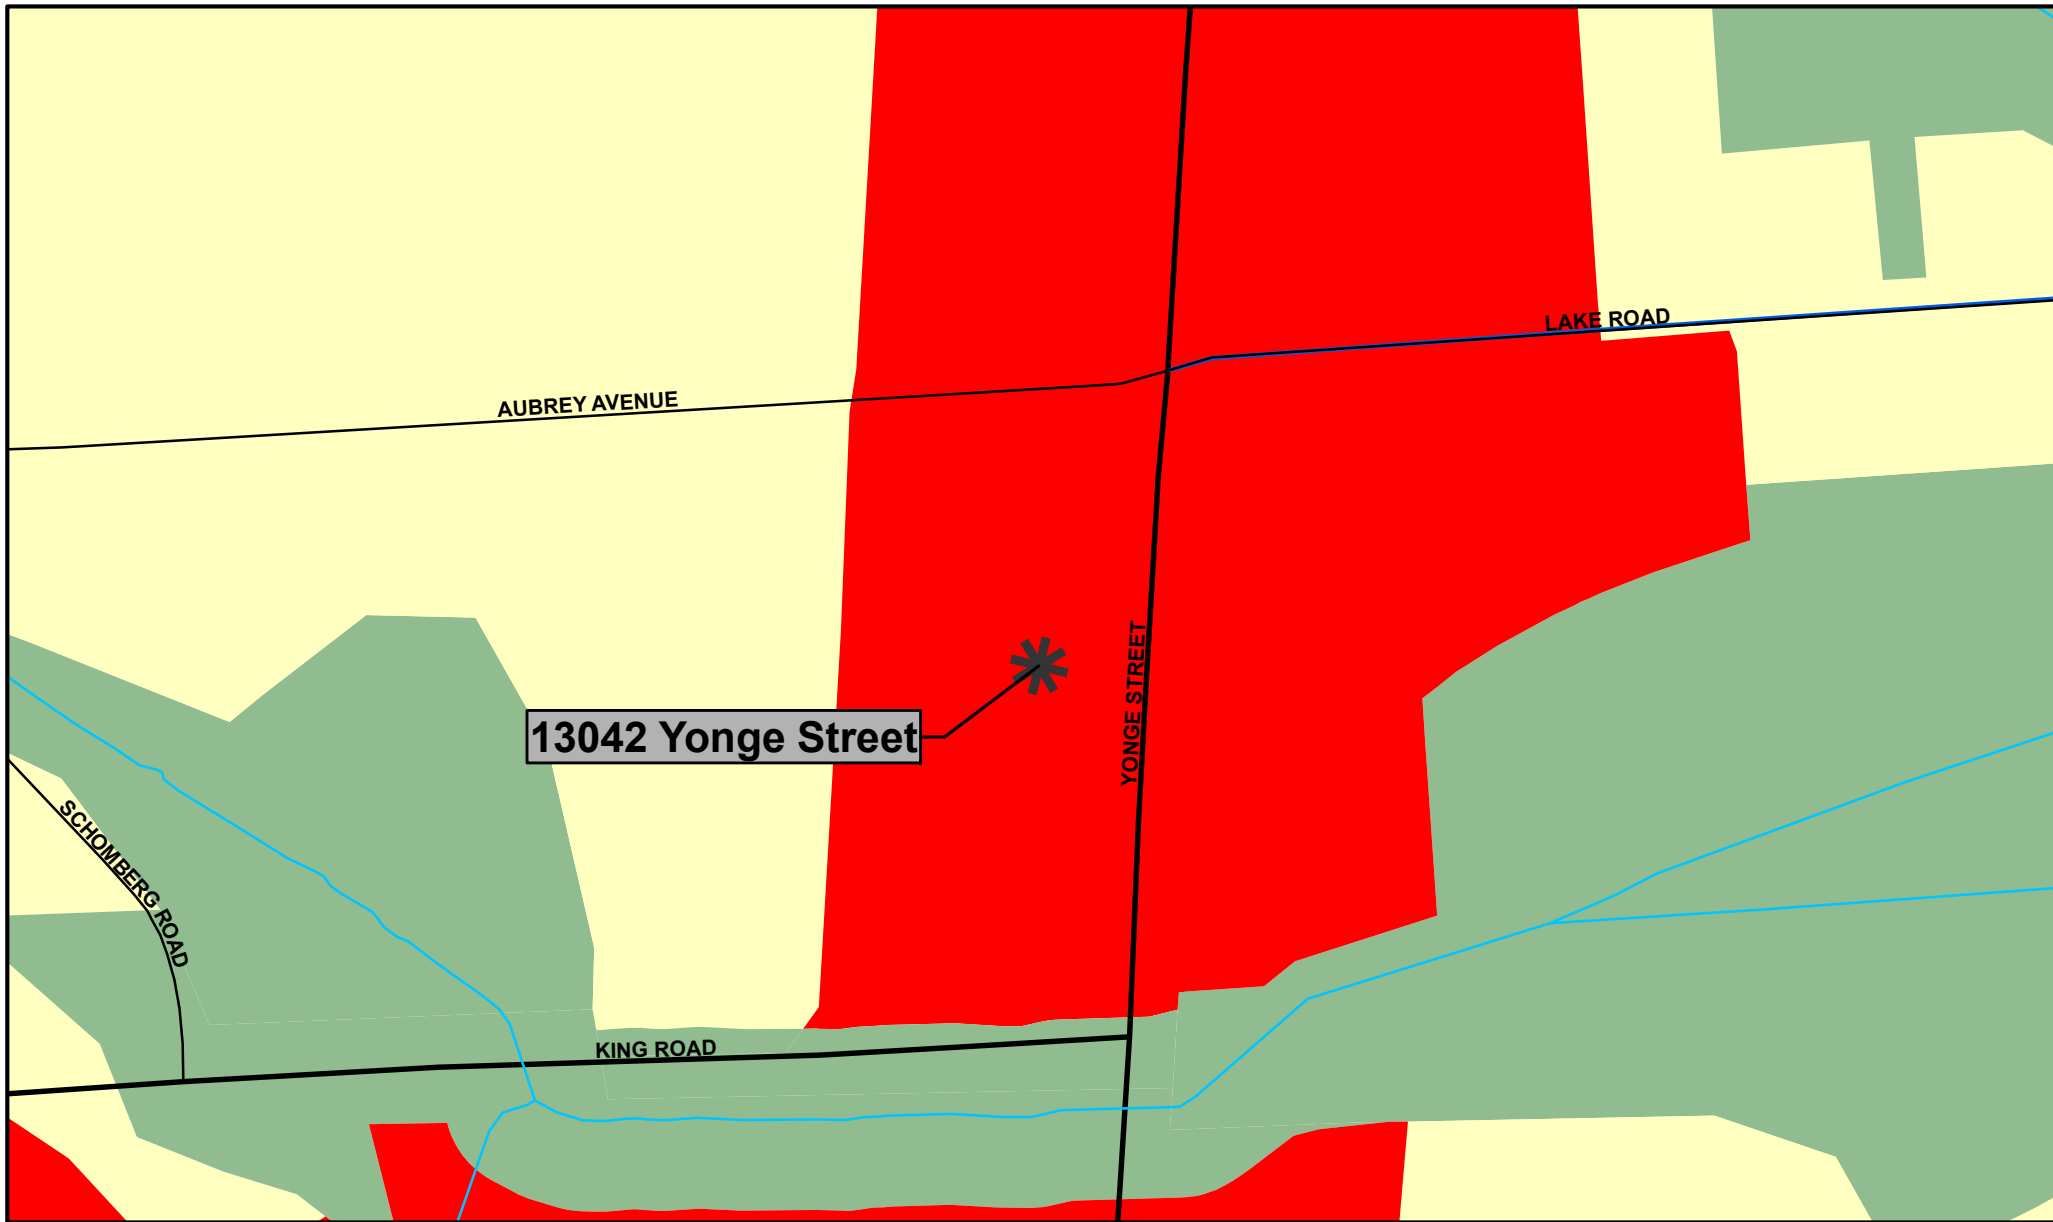 LAKE ROAD
AUBREY AVENUE
YONGE STREET
13042 Yonge Street
SCHOMBERG ROAD
KING ROAD